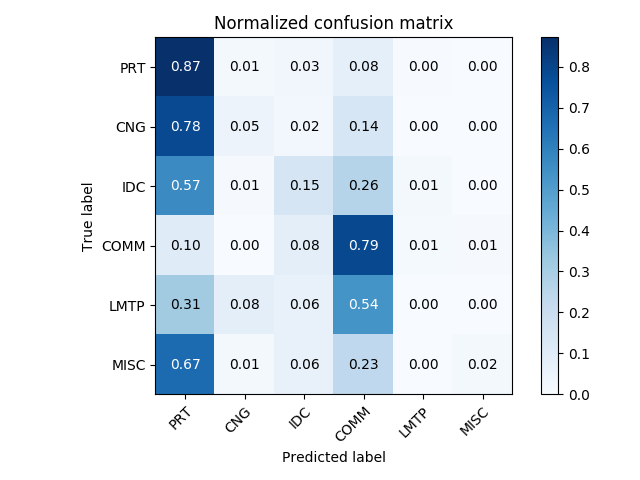 Normalized confusion matrix
PRT 0.87 0.01 0.03 0.08 0.00 0.00
CNG 0.78 0.05 0.02 0.14 0.00 0.00
IDC 0.57 0.01 0.15 0.26 0.01 0.00
COMM 0.10 0.00 0.08 0.79 0.01 0.01
LMTP 0.31 0.08 0.06 0.54 0.00 0.00
MISC 0.67 0.01 0.06 0.23 0.00 0.02
True label
PRT CNG IDC COMM LMTP MISC
Predicted label
0.8
0.7
0.6
0.5
0.4
0.3
0.2
0.1
0.0